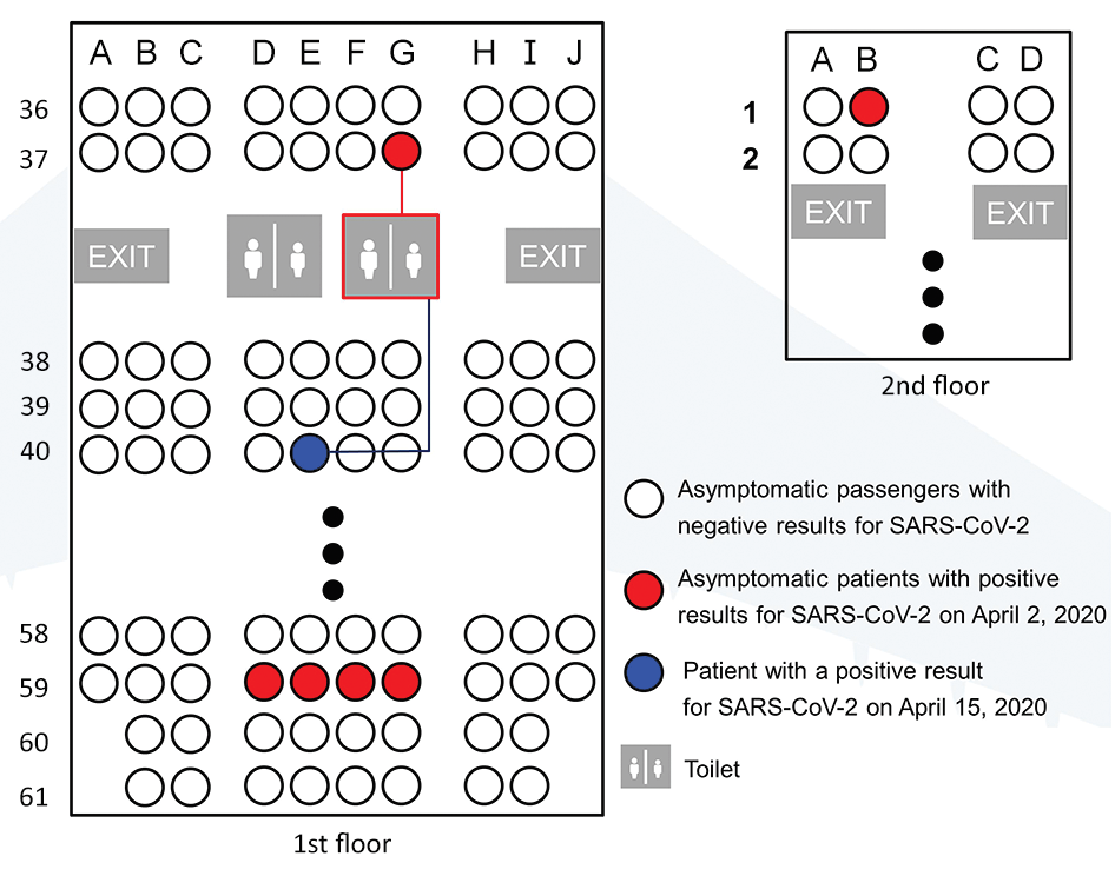 A B C D E F G H I J
36
37
EXIT
EXIT
38
39
40
58
59
60
61
1st floor
A B C D
1
2
EXIT
EXIT
2nd floor
Asymptomatic passengers with
negative results for SARS-CoV-2
Asymptomatic patients with positive
results for SARS-CoV-2 on April 2, 2020
Patient with a positive result
for SARS-CoV-2 on April 15, 2020
Toilet